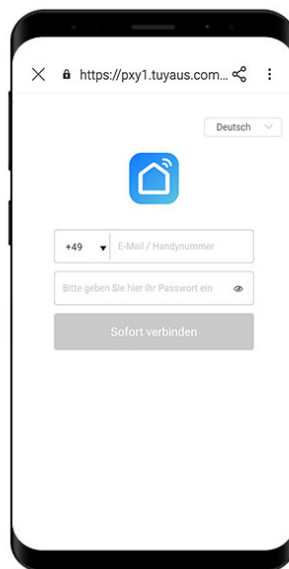 https://pxy1.tuyaus.com...
Deutsch
+49 E-Mail / Handynummer
Bitte geben Sie hier Ihr Passwort ein
Sofort verbinden